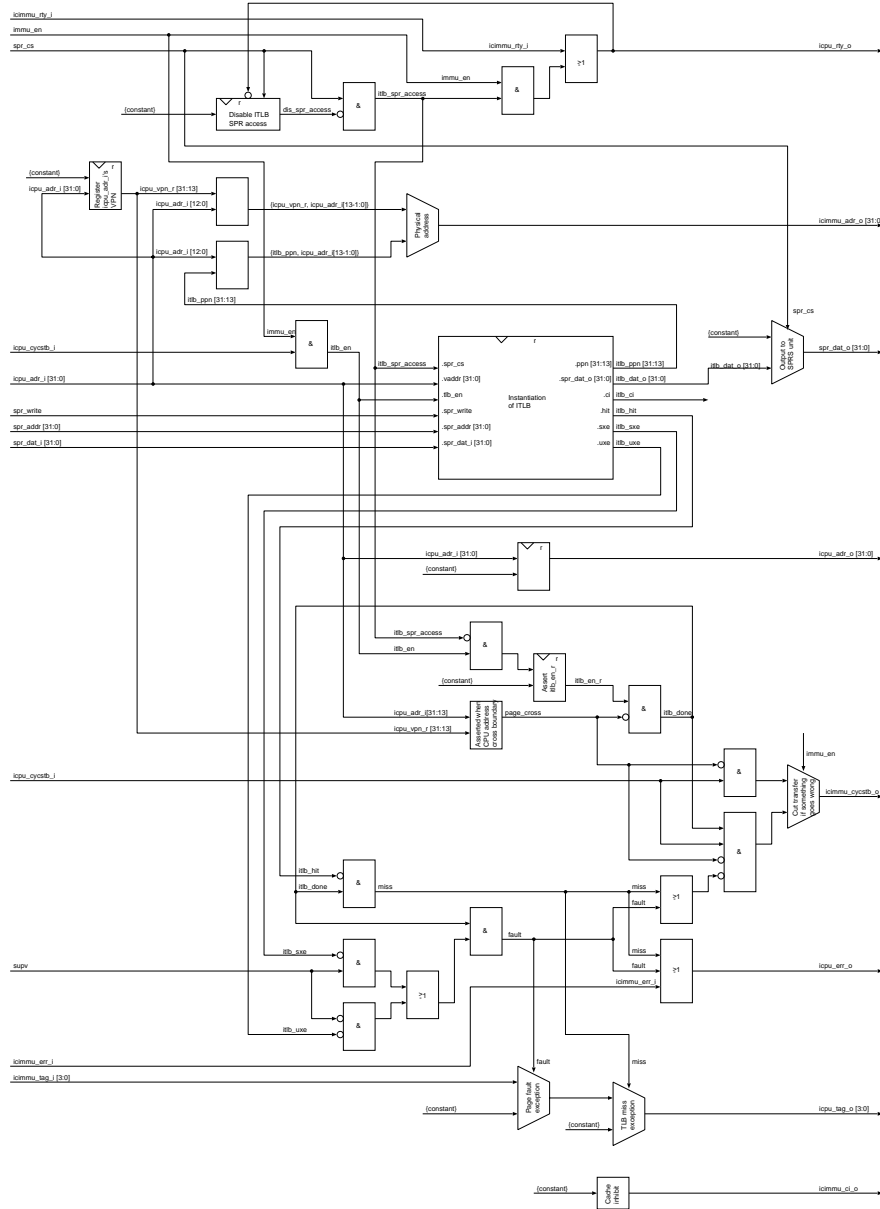 icimmu_rty_i
immu_en
spr_cs
icimmu_rty_i
≥1
icpu_rty_o
immu_en
&
{constant}
r
Disable ITLB
SPR access
dis_spr_access
&
itlb_spr_access
{constant}
icpu_adr_i [31:0]
r
Register
icpu_adr_i's
VPN
icpu_vpn_r [31:13]
icpu_adr_i [12:0]
{icpu_vpn_r, icpu_adr_i[13-1:0]}
Physical
address
icimmu_adr_o [31:0]
icpu_adr_i [12:0]
{itlb_ppn, icpu_adr_i[13-1:0]}
itlb_ppn [31:13]
spr_cs
immu_en
&
itlb_en
icpu_cycstb_i
icpu_adr_i [31:0]
spr_write
spr_addr [31:0]
spr_dat_i [31:0]
itlb_spr_access
r
.spr_cs
.vaddr [31:0]
.tlb_en
.spr_write
.spr_addr [31:0]
.spr_dat_i [31:0]
Instantiation
of ITLB
.ppn [31:13]
.spr_dat_o [31:0]
.ci
.hit
.sxe
.uxe
itlb_ppn [31:13]
itlb_dat_o [31:0]
itlb_ci
itlb_hit
itlb_sxe
itlb_uxe
{constant}
itlb_dat_o [31:0]
Output to
SPRS unit
spr_dat_o [31:0]
icpu_adr_i [31:0]
{constant}
r
icpu_adr_o [31:0]
itlb_spr_access
itlb_en
&
{constant}
r
Assert
itlb_en_r
itlb_en_r
&
itlb_done
icpu_adr_i[31:13]
icpu_vpn_r [31:13]
Asserted when
CPU address
cross boundary
page_cross
icpu_cycstb_i
&
immu_en
Cut transfer
if something
goes wrong
icimmu_cycstb_o
&
itlb_hit
itlb_done
&
miss
miss
fault
≥1
&
fault
itlb_sxe
&
supv
≥1
miss
fault
icimmu_err_i
≥1
icpu_err_o
itlb_uxe
&
icimmu_err_i
icimmu_tag_i [3:0]
fault
miss
{constant}
Page fault
exception
{constant}
TLB miss
exception
icpu_tag_o [3:0]
{constant}
Cache
inhibit
icimmu_ci_o